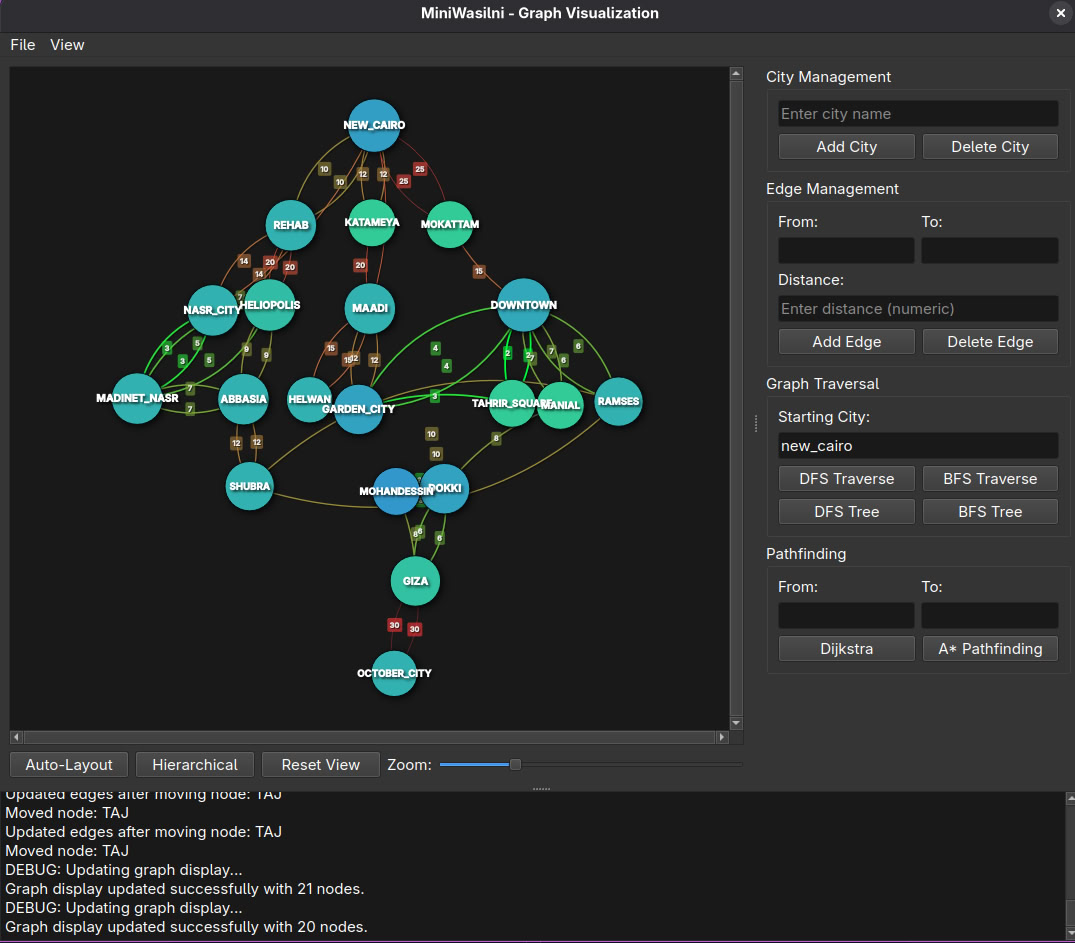 MiniWasilni - Graph Visualization
File View
NEW_CAIRO
10
10
12
12
25
25
REHAB
KATAMEYA
MOKATTAM
14
14
20
20
20
15
7
NASR_CITY
HELIOPOLIS
MAADI
DOWNTOWN
3
3
5
5
9
9
15
12
12
4
4
2
2
7
7
6
6
MADINET_NASR
7
7
ABBASIA
HELWAN
GARDEN_CITY
3
TAHRIR_SQUARE
MANIAL
RAMSES
12
12
10
10
8
SHUBRA
MOHANDESSIN
DOKKI
8
6
6
GIZA
30
30
OCTOBER_CITY
Auto-Layout Hierarchical Reset View Zoom:
City Management
Enter city name
Add City Delete City
Edge Management
From: To:
Distance:
Enter distance (numeric)
Add Edge Delete Edge
Graph Traversal
Starting City:
new_cairo
DFS Traverse BFS Traverse
DFS Tree BFS Tree
Pathfinding
From: To:
Dijkstra A* Pathfinding
Updated edges after moving node: TAJ
Moved node: TAJ
Updated edges after moving node: TAJ
Moved node: TAJ
DEBUG: Updating graph display...
Graph display updated successfully with 21 nodes.
DEBUG: Updating graph display...
Graph display updated successfully with 20 nodes.